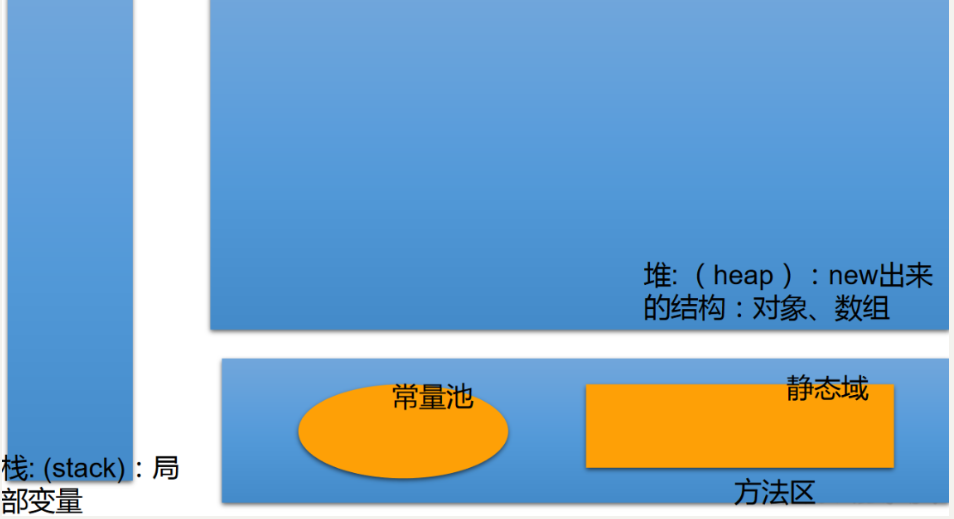 堆:（heap）：new出来
的结构：对象、数组
常量池
静态域
栈: (stack)：局
部变量
方法区